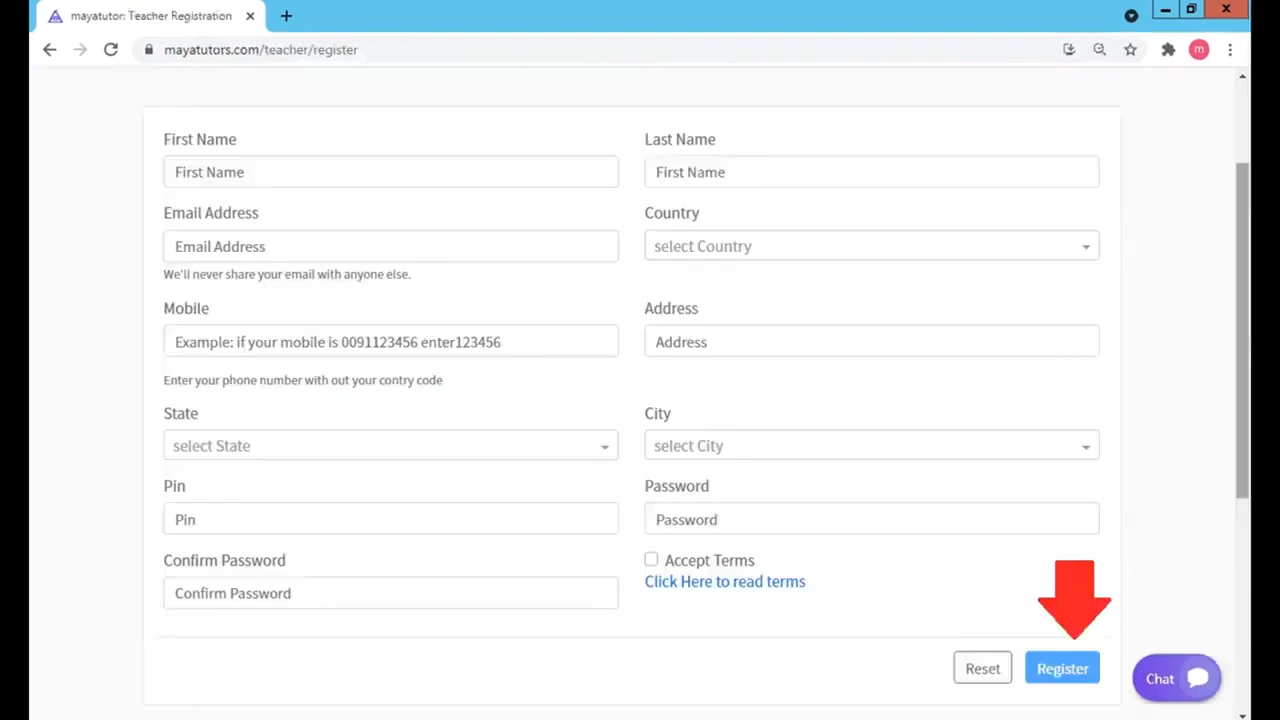 mayatutor: Teacher Registration
mayatutors.com/teacher/register
m
First Name
Last Name
First Name
First Name
Email Address
Country
Email Address
select Country
We'll never share your email with anyone else.
Mobile
Address
Example: if your mobile is 0091123456 enter123456
Address
Enter your phone number with out your contry code
State
City
select State
select City
Pin
Password
Pin
Password
Confirm Password
Accept Terms
Click Here to read terms
Confirm Password
Reset
Register
Chat